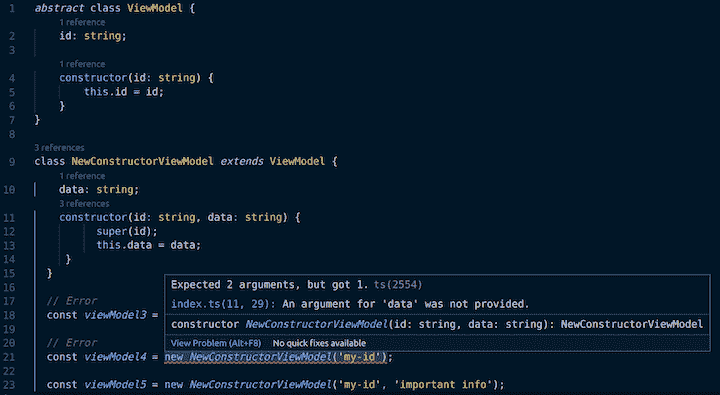 1 abstract class ViewModel {
1 reference
2 id: string;
3
1 reference
4 constructor(id: string) {
5 this.id = id;
6 }
7 }
8
3 references
9 class NewConstructorViewModel extends ViewModel {
1 reference
10 data: string;
3 references
11 constructor(id: string, data: string) {
12 super(id);
13 this.data = data;
14 }
15 }
16
17 // Error
18 const viewModel3 =
19
20 // Error
21 const viewModel4 = new NewConstructorViewModel('my-id');
22
23 const viewModel5 = new NewConstructorViewModel('my-id', 'important info');
Expected 2 arguments, but got 1. ts(2554)
index.ts(11, 29): An argument for 'data' was not provided.
constructor NewConstructorViewModel(id: string, data: string): NewConstructorViewModel
View Problem (Alt+F8) No quick fixes available